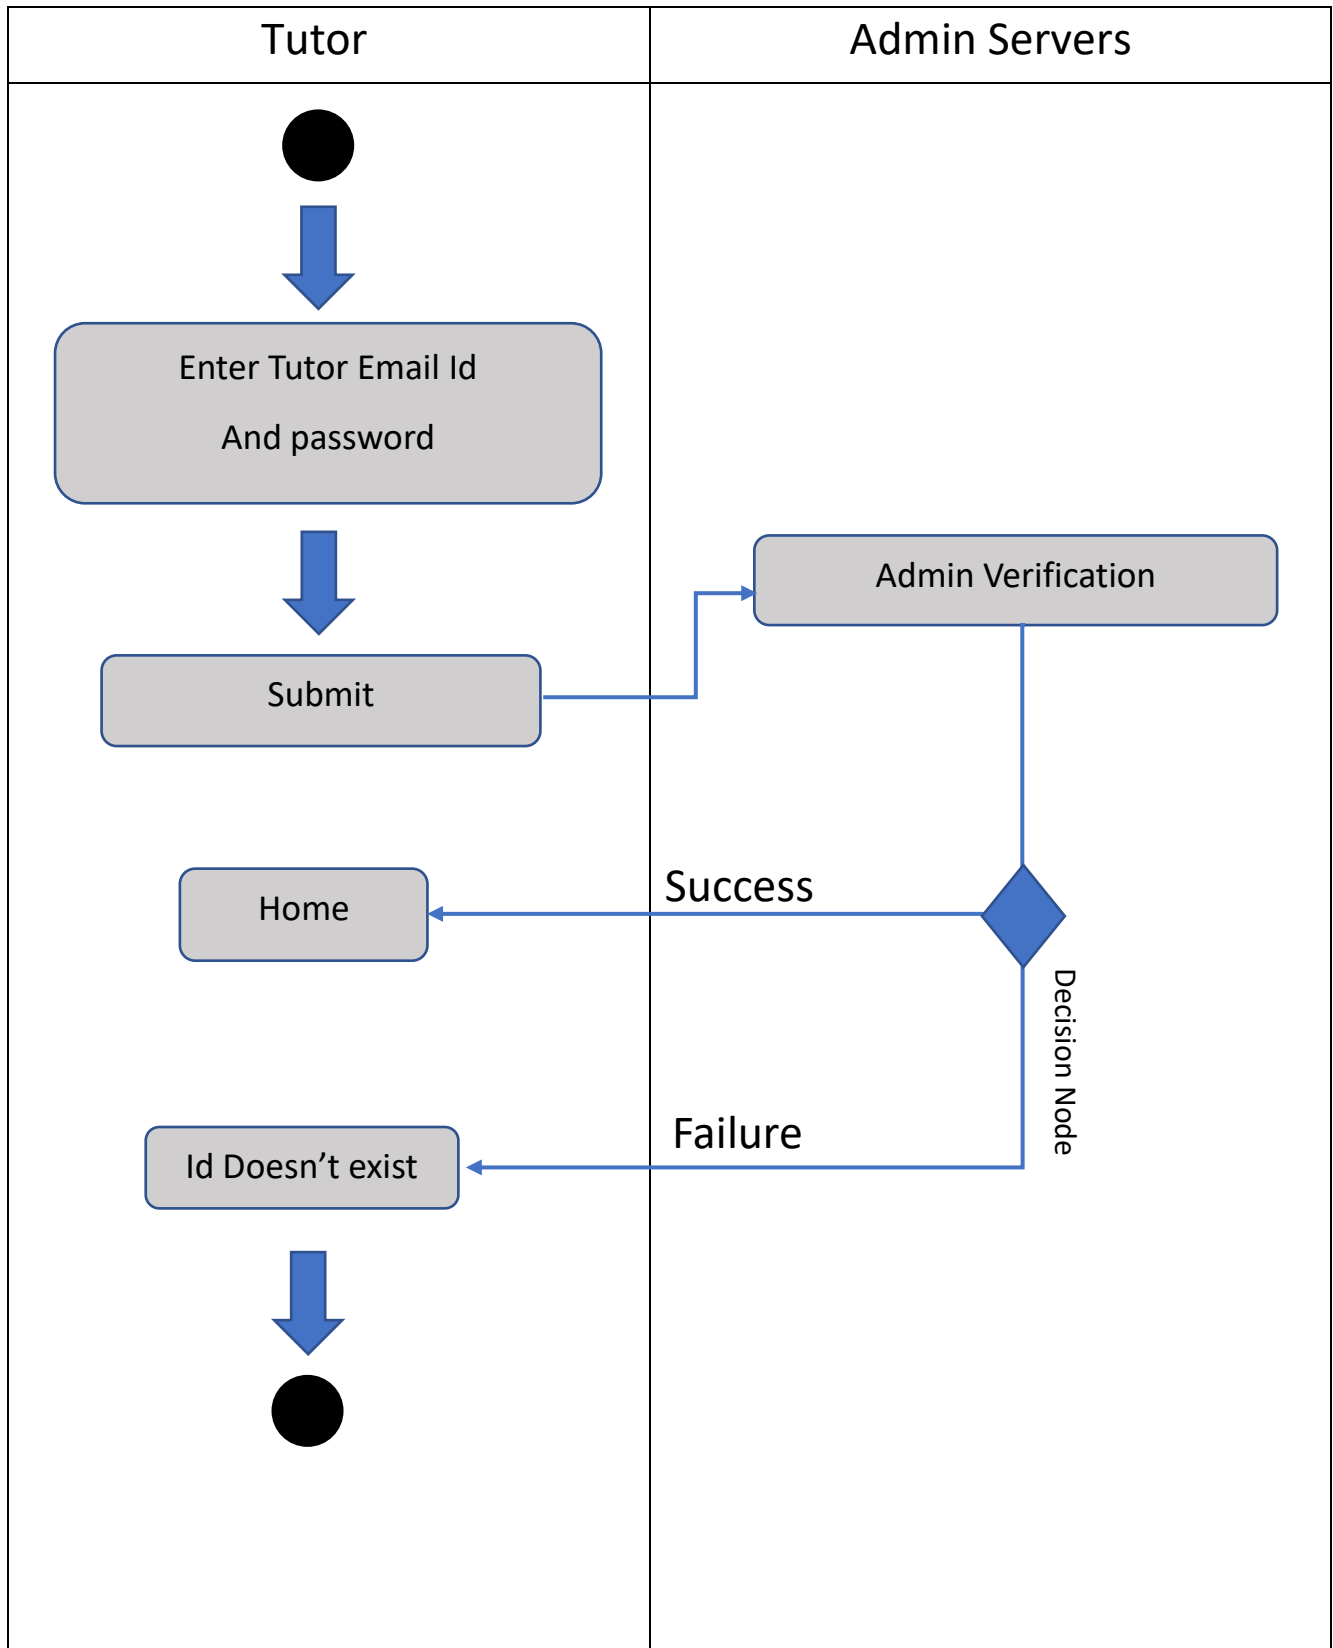 Tutor
Admin Servers
Enter Tutor Email Id
And password
Admin Verification
Submit
Success
Home
Decision Node
Failure
Id Doesn’t exist